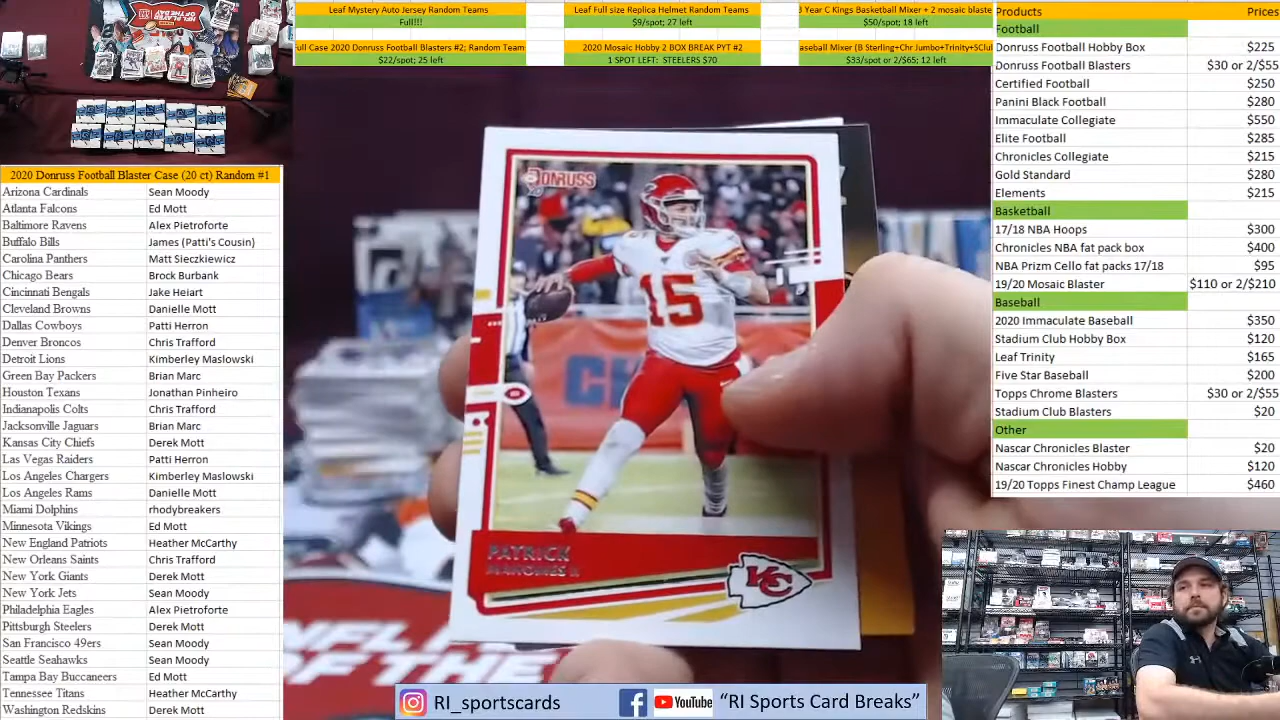 Leaf Mystery Auto Jersey Random Teams
Full!!!
Leaf Full size Replica Helmet Random Teams
$9/spot; 27 left
3 Year C Kings Basketball Mixer + 2 mosaic blaste
$50/spot; 18 left
Full Case 2020 Donruss Football Blasters #2; Random Team
$22/spot; 25 left
2020 Mosaic Hobby 2 BOX BREAK PYT #2
1 SPOT LEFT: STEELERS $70
aseball Mixer (B Sterling+Chr Jumbo+Trinity+SClu
$33/spot or 2/$65; 12 left
2020 Donruss Football Blaster Case (20 ct) Random #1
Arizona Cardinals Sean Moody
Atlanta Falcons Ed Mott
Baltimore Ravens Alex Pietroforte
Buffalo Bills James (Patti's Cousin)
Carolina Panthers Matt Sieczkiewicz
Chicago Bears Brock Burbank
Cincinnati Bengals Jake Heiart
Cleveland Browns Danielle Mott
Dallas Cowboys Patti Herron
Denver Broncos Chris Trafford
Detroit Lions Kimberley Maslowski
Green Bay Packers Brian Marc
Houston Texans Jonathan Pinheiro
Indianapolis Colts Chris Trafford
Jacksonville Jaguars Brian Marc
Kansas City Chiefs Derek Mott
Las Vegas Raiders Patti Herron
Los Angeles Chargers Kimberley Maslowski
Los Angeles Rams Danielle Mott
Miami Dolphins rhodybreakers
Minnesota Vikings Ed Mott
New England Patriots Heather McCarthy
New Orleans Saints Chris Trafford
New York Giants Derek Mott
New York Jets Sean Moody
Philadelphia Eagles Alex Pietroforte
Pittsburgh Steelers Derek Mott
San Francisco 49ers Sean Moody
Seattle Seahawks Sean Moody
Tampa Bay Buccaneers Ed Mott
Tennessee Titans Heather McCarthy
Washington Redskins Derek Mott
DONRUSS
15
PATRICK
MAHOMES II
KC
Products Prices
Football
Donruss Football Hobby Box $225
Donruss Football Blasters $30 or 2/$55
Certified Football $250
Panini Black Football $280
Immaculate Collegiate $550
Elite Football $285
Chronicles Collegiate $215
Gold Standard $280
Elements $215
Basketball
17/18 NBA Hoops $300
Chronicles NBA fat pack box $400
NBA Prizm Cello fat packs 17/18 $95
19/20 Mosaic Blaster $110 or 2/$210
Baseball
2020 Immaculate Baseball $350
Stadium Club Hobby Box $120
Leaf Trinity $165
Five Star Baseball $200
Topps Chrome Blasters $30 or 2/$55
Stadium Club Blasters $20
Other
Nascar Chronicles Blaster $20
Nascar Chronicles Hobby $120
19/20 Topps Finest Champ League $460
RI_sportscards
YouTube
"RI Sports Card Breaks"